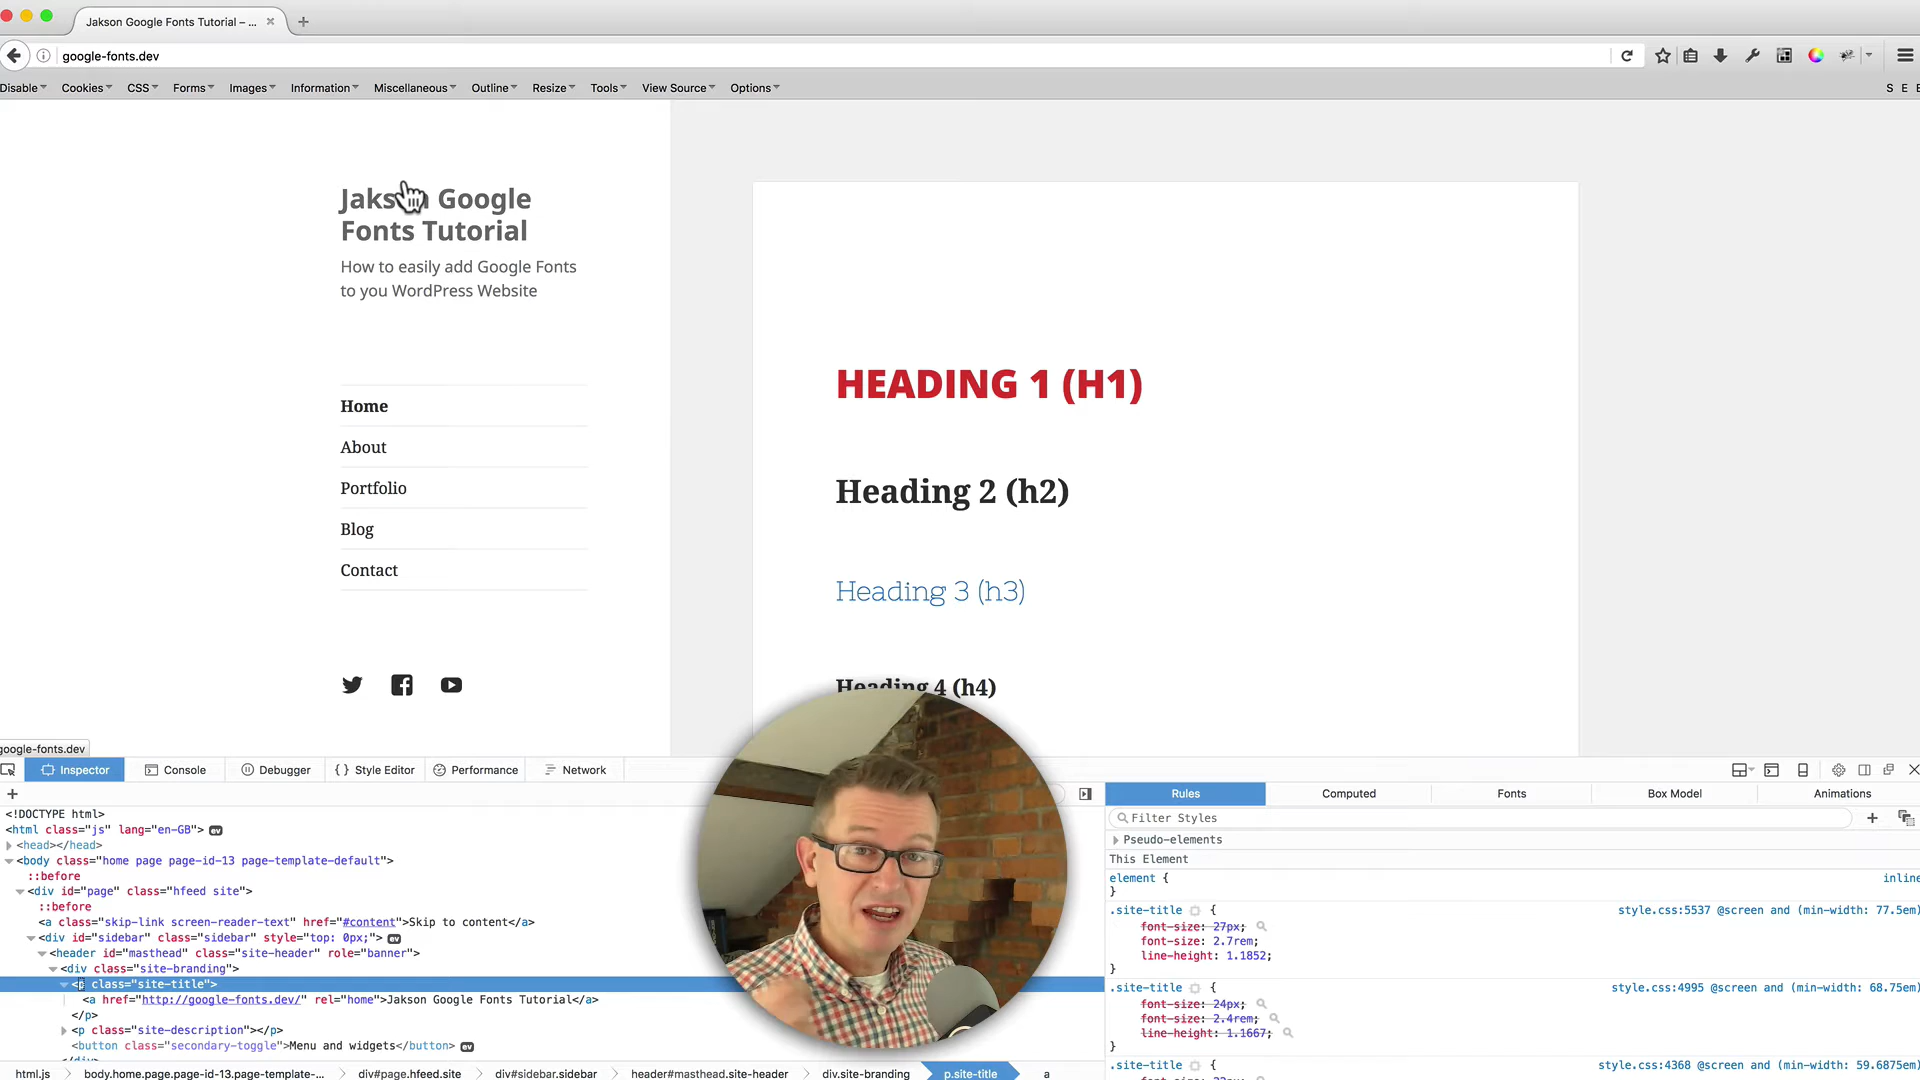 Jakson Google Fonts Tutorial – ...
google-fonts.dev
Disable Cookies CSS Forms Images Information Miscellaneous Outline Resize Tools View Source Options
Jakson Google
Fonts Tutorial
How to easily add Google Fonts
to you WordPress Website
Home
About
Portfolio
Blog
Contact
HEADING 1 (H1)
Heading 2 (h2)
Heading 3 (h3)
Heading 4 (h4)
google-fonts.dev
Inspector Console Debugger { } Style Editor Performance Network
<!DOCTYPE html>
<html class="js" lang="en-GB"> ev
<head></head>
<body class="home page page-id-13 page-template-default">
::before
<div id="page" class="hfeed site">
::before
<a class="skip-link screen-reader-text" href="#content">Skip to content</a>
<div id="sidebar" class="sidebar" style="top: 0px;"> ev
<header id="masthead" class="site-header" role="banner">
<div class="site-branding">
<p class="site-title">
<a href="http://google-fonts.dev/" rel="home">Jakson Google Fonts Tutorial</a>
</p>
<p class="site-description"></p>
<button class="secondary-toggle">Menu and widgets</button> ev
</div>
html.js body.home.page.page-id-13.page-template-... div#page.hfeed.site div#sidebar.sidebar header#masthead.site-header div.site-branding p.site-title a
Rules Computed Fonts Box Model Animations
Filter Styles
Pseudo-elements
This Element
element { inline
}
.site-title { style.css:5537 @screen and (min-width: 77.5em)
font-size: 27px;
font-size: 2.7rem;
line-height: 1.1852;
}
.site-title { style.css:4995 @screen and (min-width: 68.75em)
font-size: 24px;
font-size: 2.4rem;
line-height: 1.1667;
}
.site-title { style.css:4368 @screen and (min-width: 59.6875em)